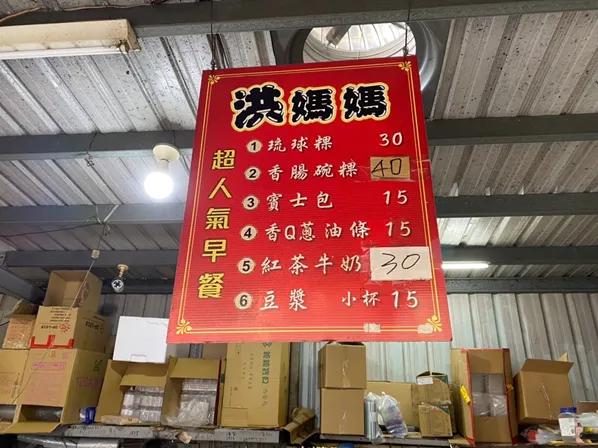 洪媽媽
超人氣早餐
① 琉球粿 30
② 香腸碗粿 40
③ 賓士包 15
④ 香Q蔥油條 15
⑤ 紅茶牛奶 30
⑥ 豆漿 小杯 15